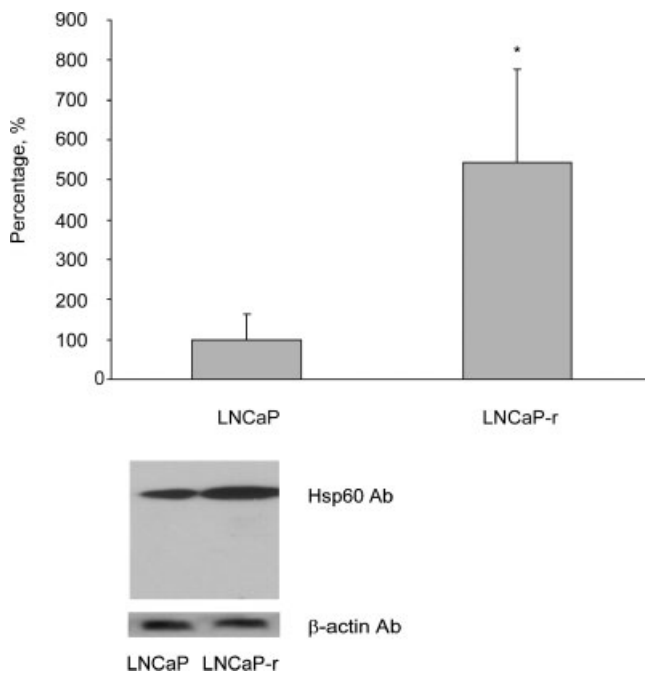 Percentage, %
900
800
700
600
500
400
300
200
100
0
*
LNCaP LNCaP-r
Hsp60 Ab
β-actin Ab
LNCaP LNCaP-r